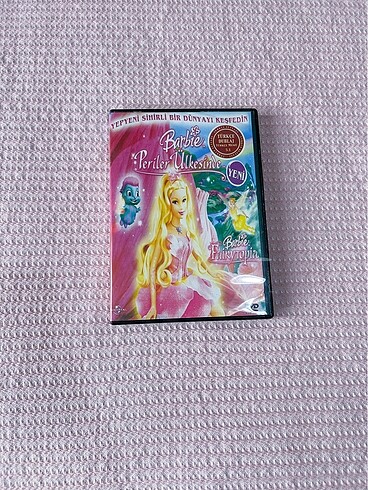 YEPYENİ SİHİRLİ BİR DÜNYAYI KEŞFEDİN
Barbie
Periler Ülkesinde
TÜRKÇE
DUBLAJ
YENİ
Barbie
Fairytopia